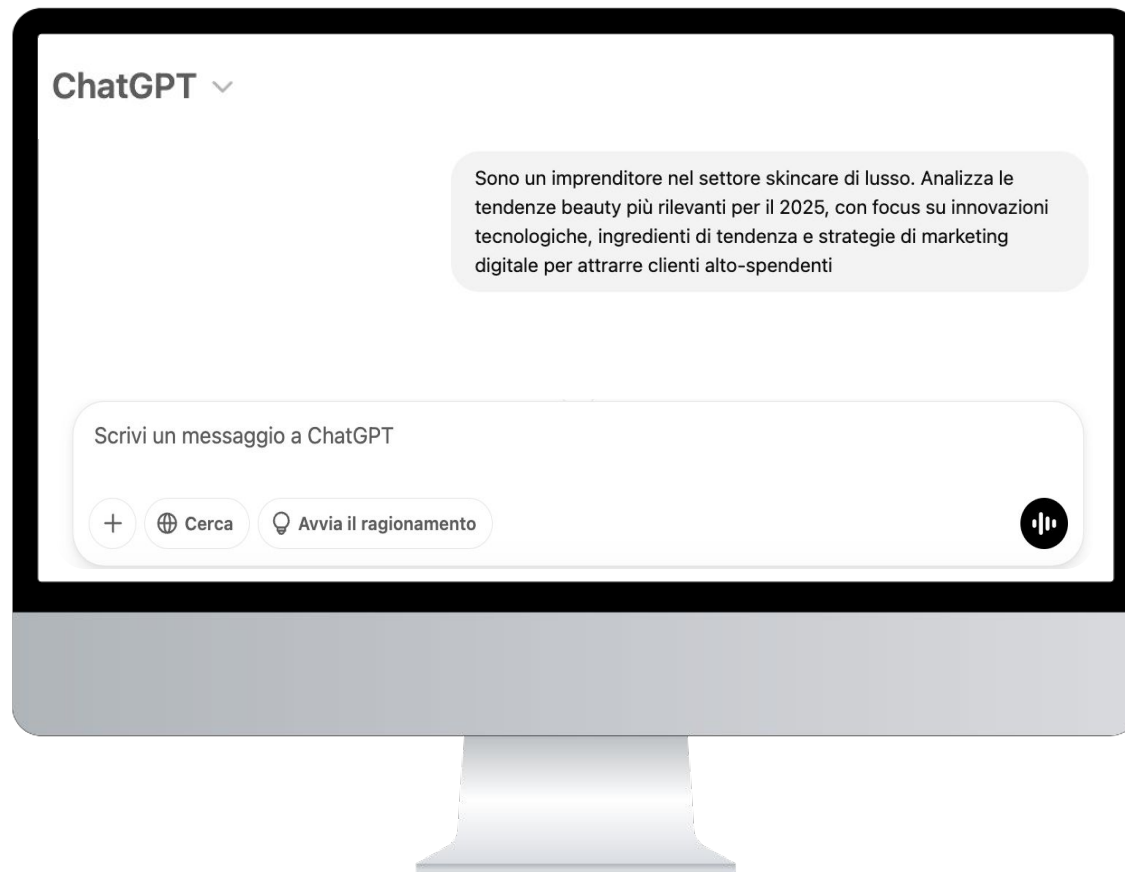 ChatGPT
Sono un imprenditore nel settore skincare di lusso. Analizza le
tendenze beauty più rilevanti per il 2025, con focus su innovazioni
tecnologiche, ingredienti di tendenza e strategie di marketing
digitale per attrarre clienti alto-spendenti
Scrivi un messaggio a ChatGPT
Cerca
Avvia il ragionamento